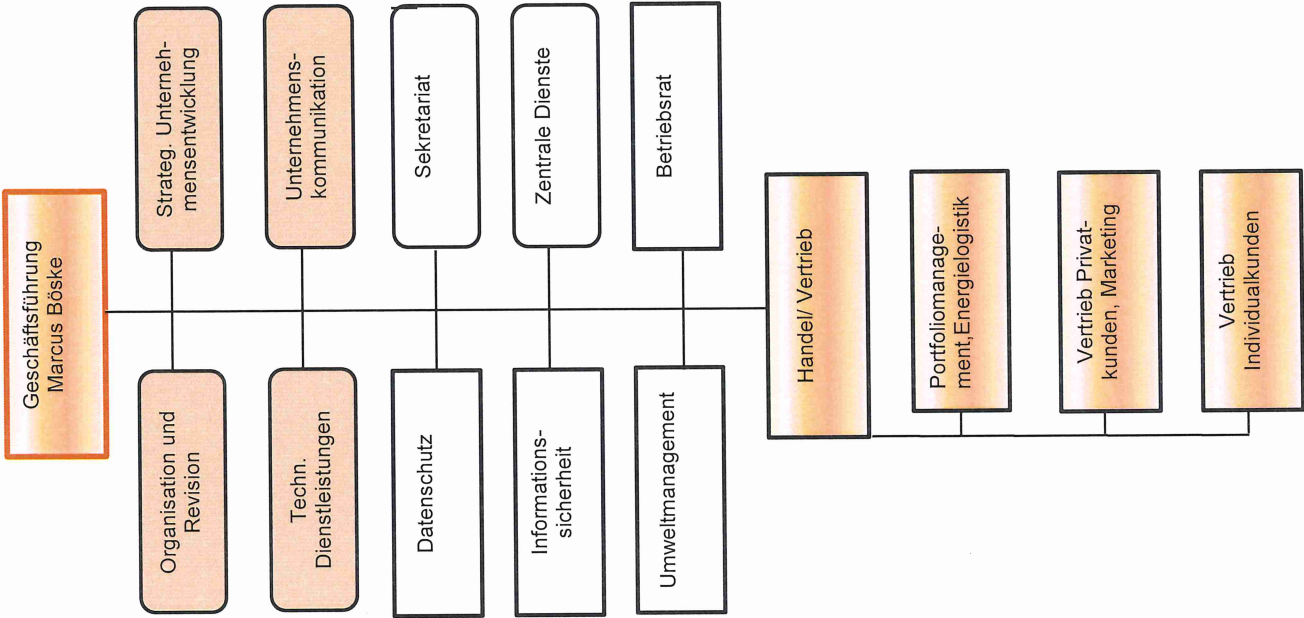 Geschäftsführung
Marcus Böske
Organisation und
Revision
Strateg. Unterneh-
mensentwicklung
Techn.
Dienstleistungen
Unternehmens-
kommunikation
Datenschutz
Sekretariat
Informations-
sicherheit
Zentrale Dienste
Umweltmanagement
Betriebsrat
Handel/ Vertrieb
Portfoliomanage-
ment,Energielogistik
Vertrieb Privat-
kunden, Marketing
Vertrieb
Individualkunden